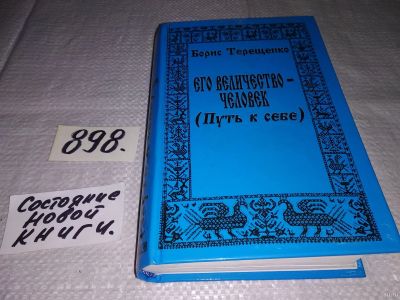 Борис Терещенко
ЕГО ВЕЛИЧЕСТВО –
ЧЕЛОВЕК
(Путь к себе)
898.
Состояние
Новой
книги.